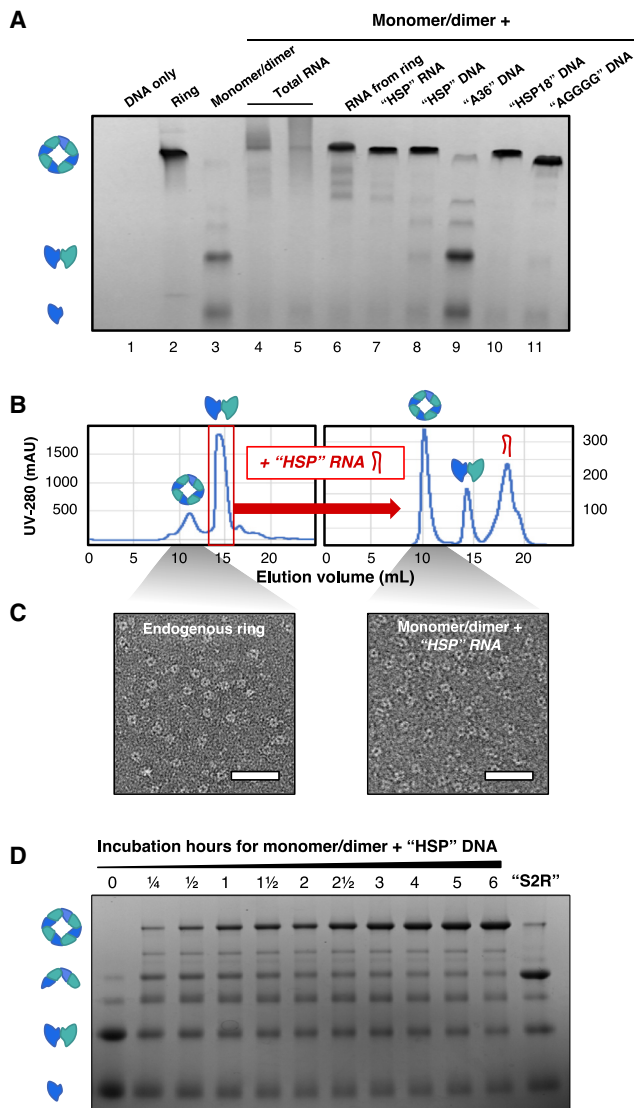 A
Monomer/dimer +
DNA only
Ring
Monomer/dimer
Total RNA
RNA from ring
“HSP” RNA
“HSP” DNA
“A36” DNA
“HSP18” DNA
“AGGGG” DNA
1 2 3 4 5 6 7 8 9 10 11
B
UV-280 (mAU)
1500
1000
500
0 5 10 15 20
+ “HSP” RNA
300
200
100
0 5 10 15 20
Elution volume (mL)
C
Endogenous ring
Monomer/dimer +
“HSP” RNA
D
Incubation hours for monomer/dimer + “HSP” DNA
0 ¼ ½ 1 1½ 2 2½ 3 4 5 6 “S2R”